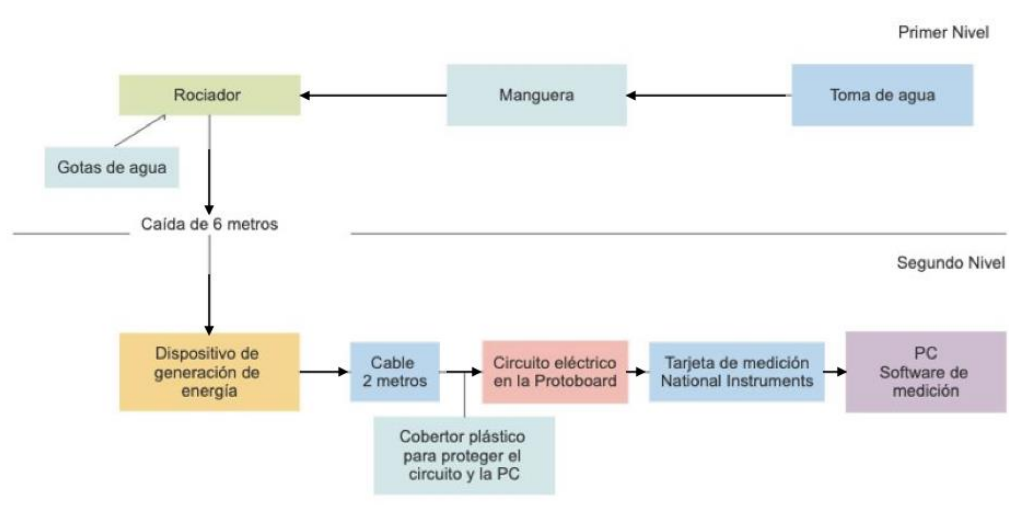 Primer Nivel
Rociador
Manguera
Toma de agua
Gotas de agua
Caída de 6 metros
Segundo Nivel
Dispositivo de
generación de
energía
Cable
2 metros
Circuito eléctrico
en la Protoboard
Tarjeta de medición
National Instruments
PC
Software de
medición
Cobertor plástico
para proteger el
circuito y la PC